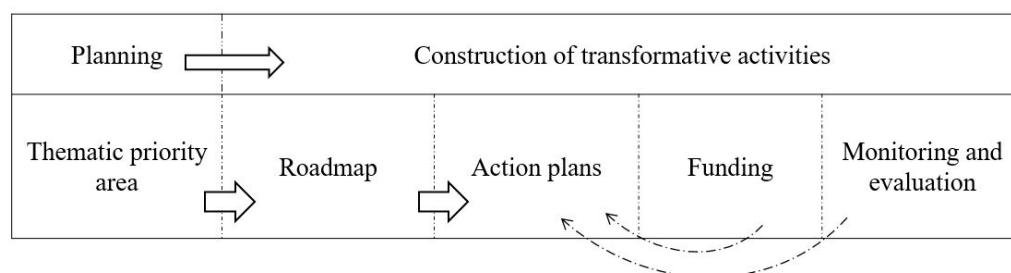 Planning
Construction of transformative activities
Thematic priority
area
Roadmap
Action plans
Funding
Monitoring and
evaluation